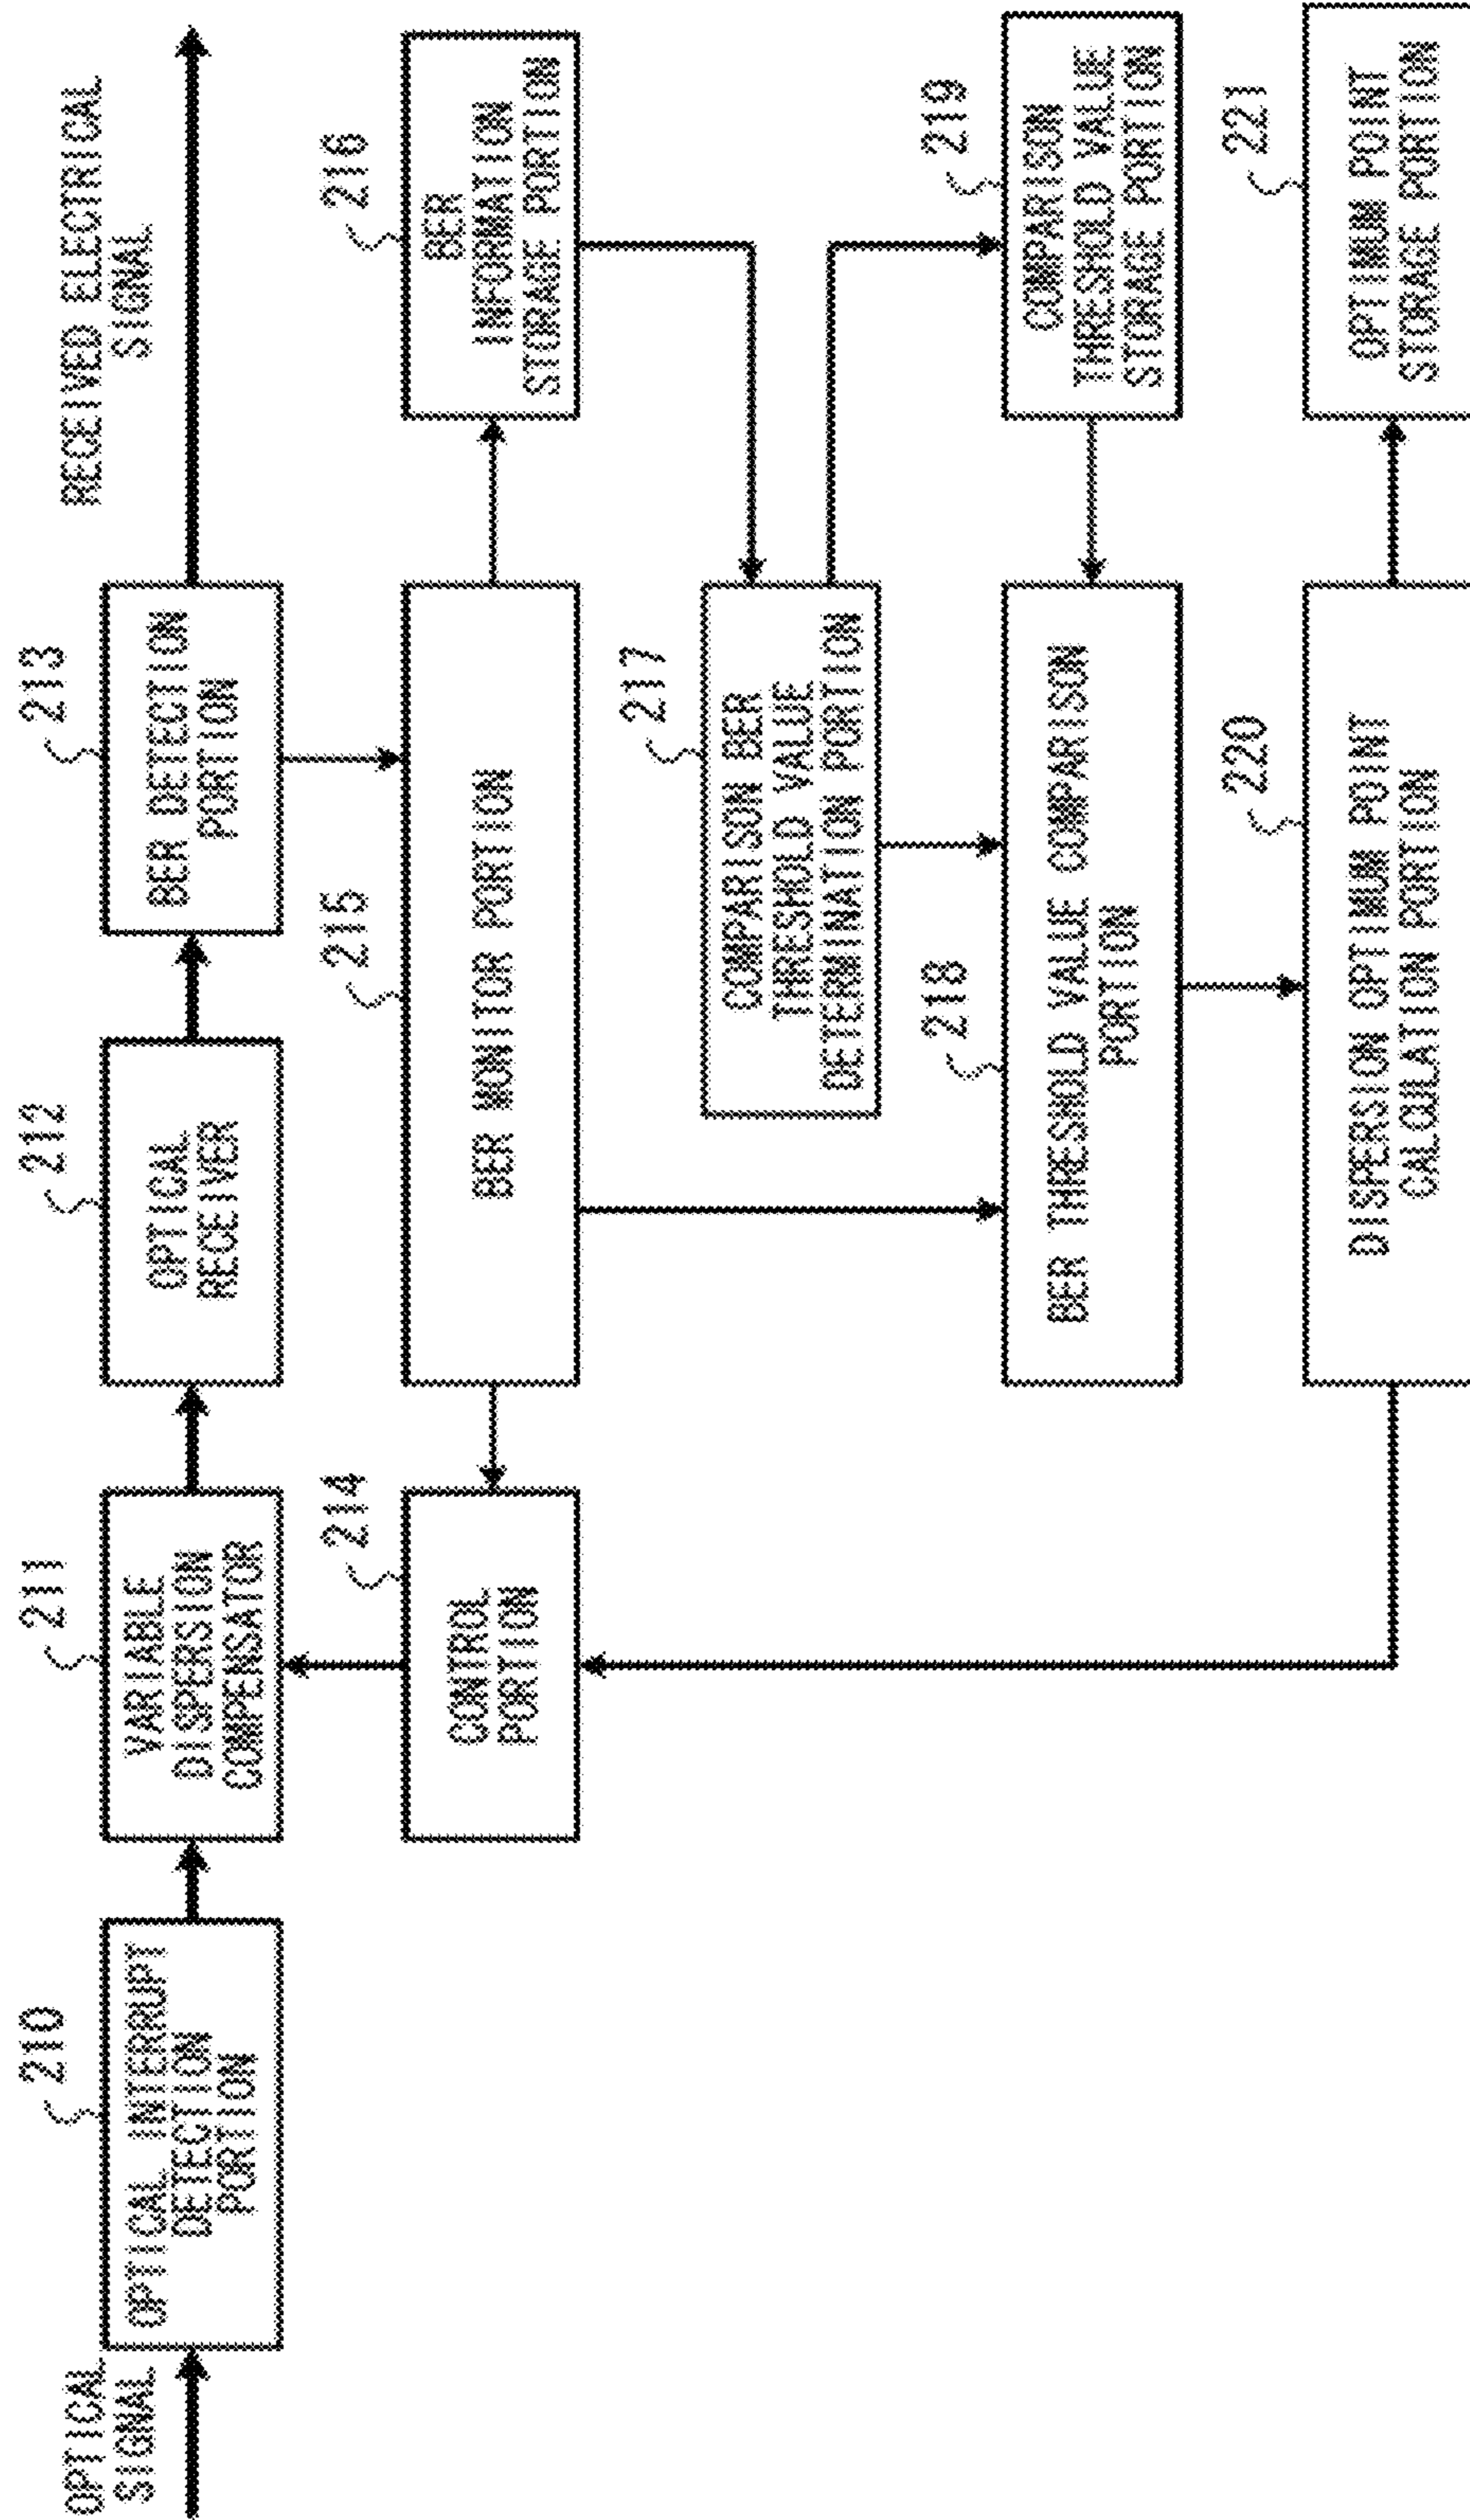 OPTICAL
SIGNAL
210
OPTICAL INTERRUPT
DETECTION
PORTION
211
VARIABLE
DISPERSION
COMPENSATOR
212
OPTICAL
RECEIVER
213
BER DETECTION
PORTION
RECEIVED ELECTRICAL
SIGNAL
214
CONTROL
PORTION
215
BER MONITOR PORTION
216
BER
INFORMATION
STORAGE PORTION
217
COMPARISON BER
THRESHOLD VALUE
DETERMINATION PORTION
218
BER THRESHOLD VALUE COMPARISON
PORTION
219
COMPARISON
THRESHOLD VALUE
STORAGE PORTION
220
DISPERSION OPTIMUM POINT
CALCULATION PORTION
221
OPTIMUM POINT
STORAGE PORTION